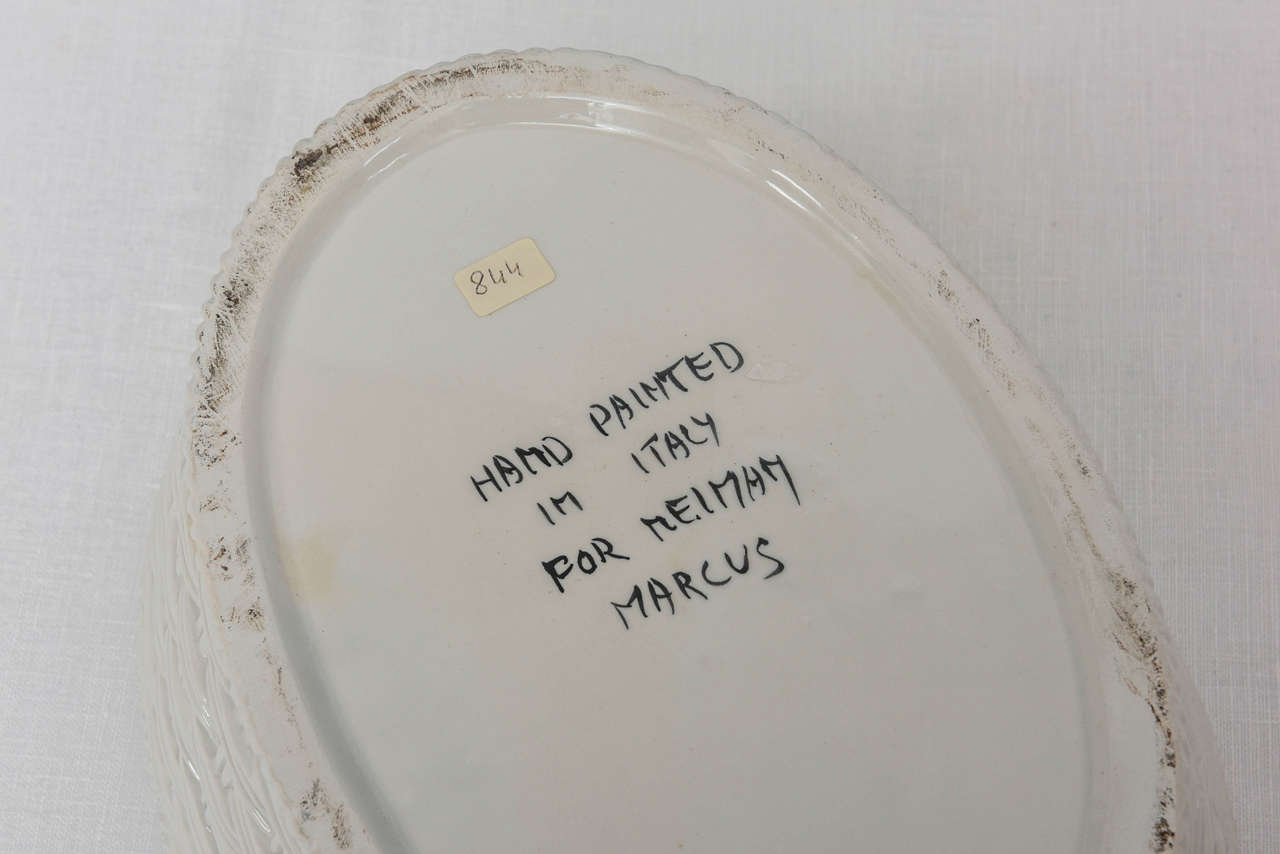 844
HAND PAINTED
IN ITALY
FOR NEIMAN
MARCUS